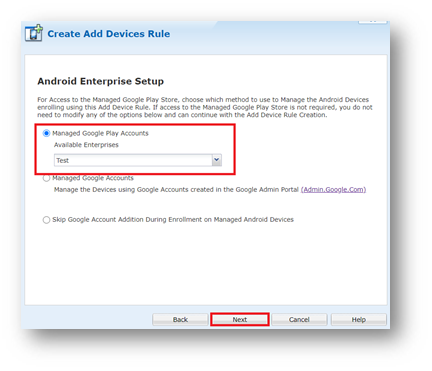 Create Add Devices Rule
Android Enterprise Setup
For Access to the Managed Google Play Store, choose which method to use to Manage the Android Devices
enrolling using this Add Device Rule. If access to the Managed Google Play Store is not required, you do not
need to modify any of the options below and can continue with the Add Device Rule Creation.
Managed Google Play Accounts
Available Enterprises
Test
Managed Google Accounts
Manage the Devices using Google Accounts created in the Google Admin Portal (Admin.Google.Com)
Skip Google Account Addition During Enrollment on Managed Android Devices
Back Next Cancel Help